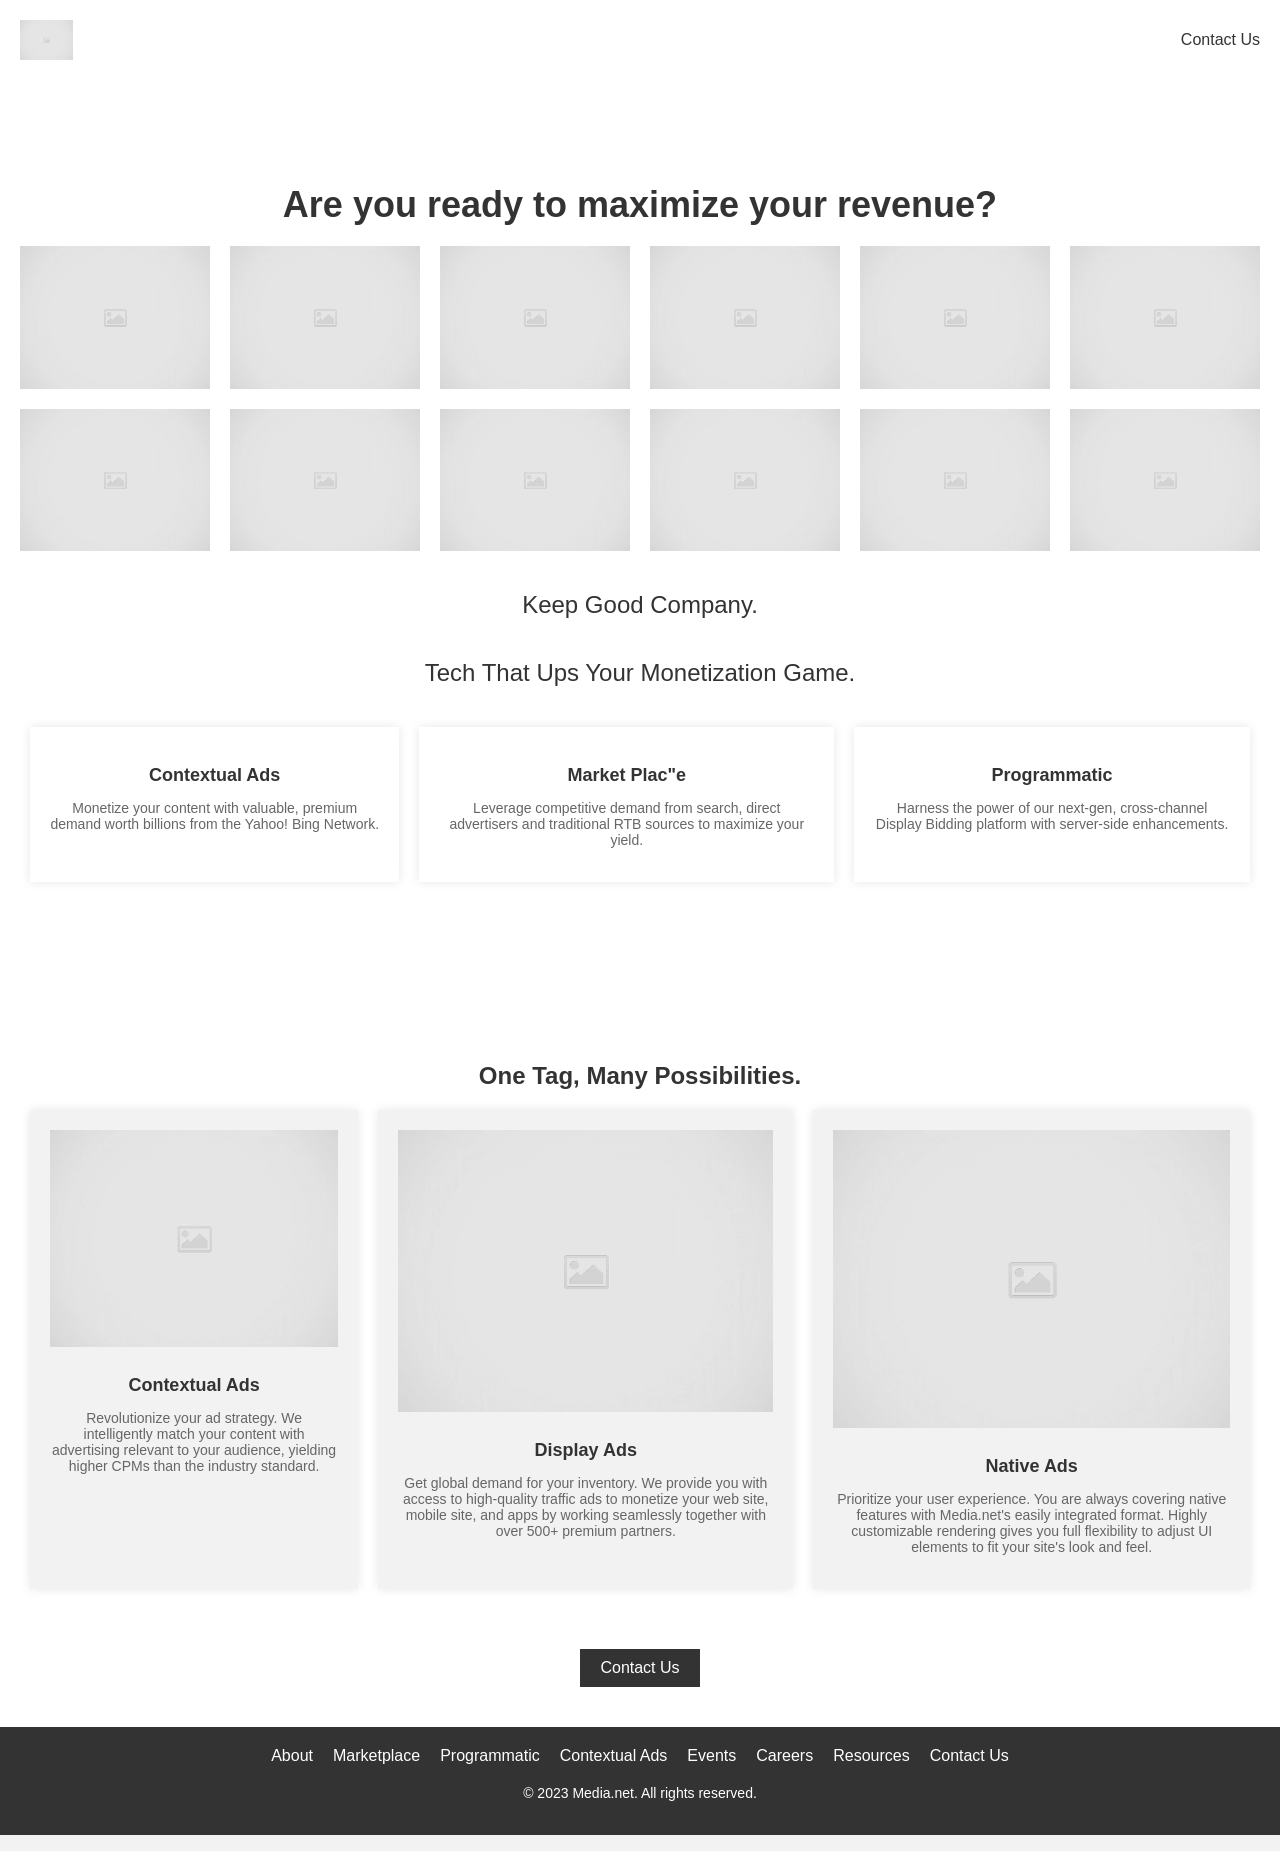 Contact Us
Are you ready to maximize your revenue?
Keep Good Company.
Tech That Ups Your Monetization Game.
Contextual Ads
Monetize your content with valuable, premium
demand worth billions from the Yahoo! Bing Network.
Market Plac"e
Leverage competitive demand from search, direct
advertisers and traditional RTB sources to maximize your
yield.
Programmatic
Harness the power of our next-gen, cross-channel
Display Bidding platform with server-side enhancements.
One Tag, Many Possibilities.
Contextual Ads
Revolutionize your ad strategy. We
intelligently match your content with
advertising relevant to your audience, yielding
higher CPMs than the industry standard.
Display Ads
Get global demand for your inventory. We provide you with
access to high-quality traffic ads to monetize your web site,
mobile site, and apps by working seamlessly together with
over 500+ premium partners.
Native Ads
Prioritize your user experience. You are always covering native
features with Media.net's easily integrated format. Highly
customizable rendering gives you full flexibility to adjust UI
elements to fit your site's look and feel.
Contact Us
About Marketplace Programmatic Contextual Ads Events Careers Resources Contact Us
© 2023 Media.net. All rights reserved.